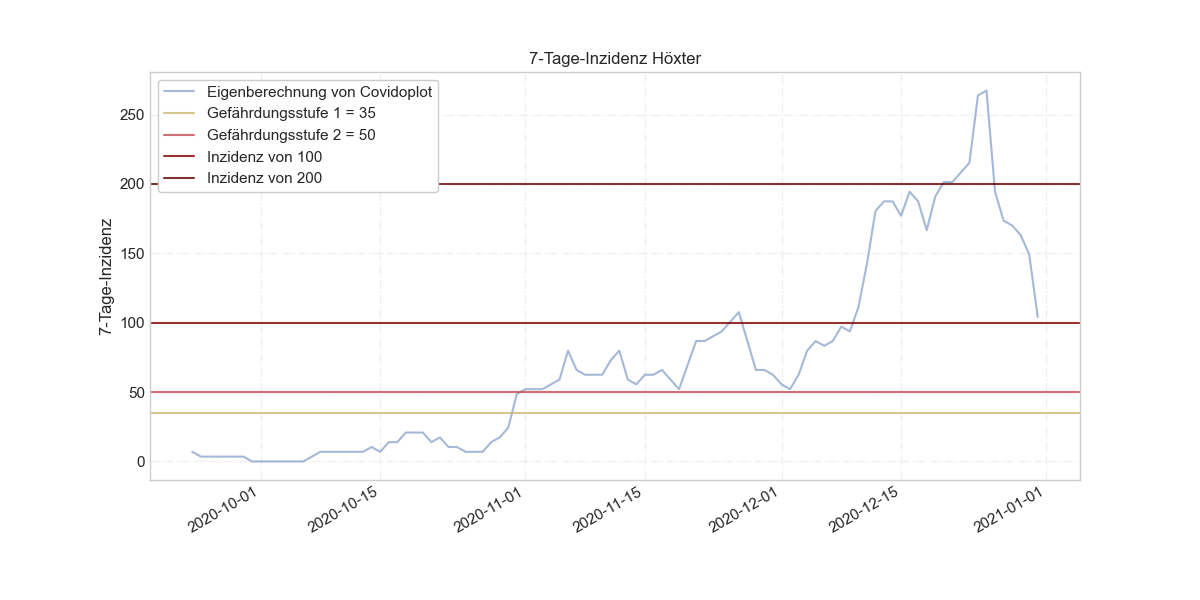 7-Tage-Inzidenz Höxter
Eigenberechnung von Covidoplot
Gefährdungsstufe 1 = 35
Gefährdungsstufe 2 = 50
Inzidenz von 100
Inzidenz von 200
7-Tage-Inzidenz
250
200
150
100
50
0
2020-10-01
2020-10-15
2020-11-01
2020-11-15
2020-12-01
2020-12-15
2021-01-01